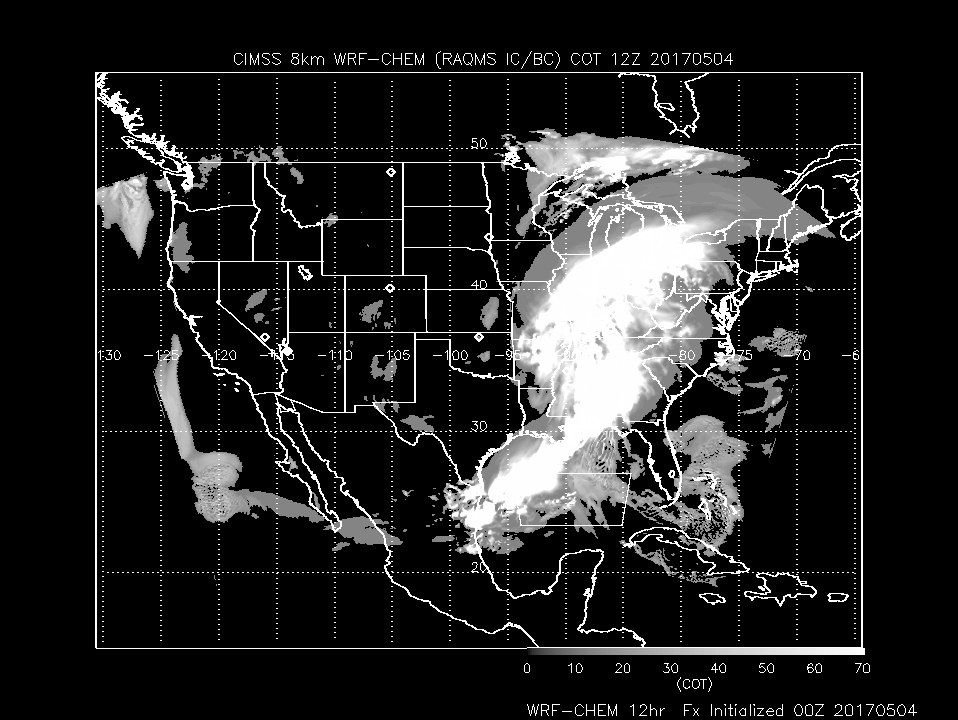 CIMSS 8km WRF-CHEM (RAQMS IC/BC) COT 12Z 20170504
50
40
130 -125 -120 -115 -110 -105 -100 -95 -80 -75 -70 -6
30
20
0 10 20 30 40 50 60 70
(COT)
WRF-CHEM 12hr Fx Initialized 00Z 20170504